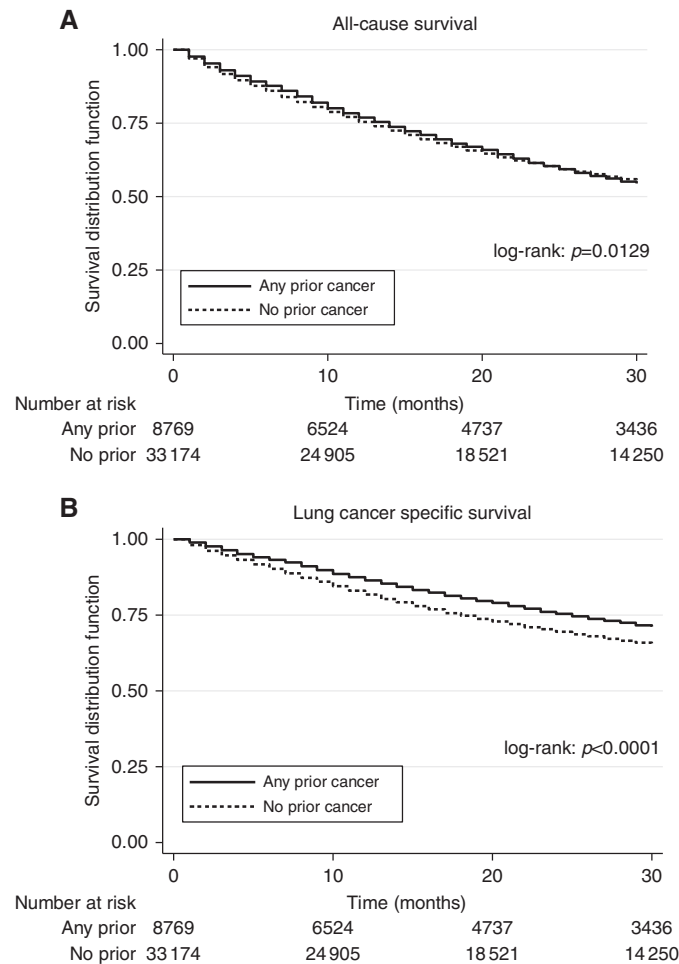 A
All-cause survival
1.00
0.75
0.50
0.25
0.00
Survival distribution function
log-rank: p=0.0129
Any prior cancer
No prior cancer
0 10 20 30
Number at risk Time (months)
Any prior 8769 6524 4737 3436
No prior 33 174 24 905 18 521 14 250
B
Lung cancer specific survival
1.00
0.75
0.50
0.25
0.00
Survival distribution function
log-rank: p<0.0001
Any prior cancer
No prior cancer
0 10 20 30
Number at risk Time (months)
Any prior 8769 6524 4737 3436
No prior 33 174 24 905 18 521 14 250